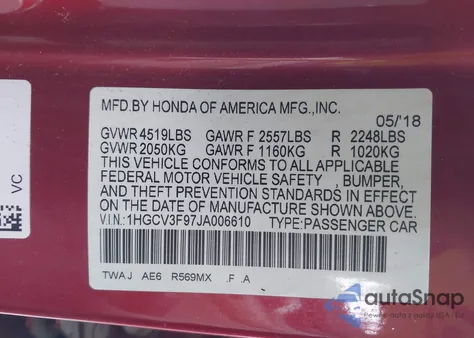 MFD.BY HONDA OF AMERICA MFG.,INC.
05/'18
GVWR 4519LBS GAWR F 2557LBS R 2248LBS
GVWR 2050KG GAWR F 1160KG R 1020KG
THIS VEHICLE CONFORMS TO ALL APPLICABLE
FEDERAL MOTOR VEHICLE SAFETY , BUMPER,
AND THEFT PREVENTION STANDARDS IN EFFECT
ON THE DATE OF MANUFACTURE SHOWN ABOVE.
V.I.N.:1HGCV3F97JA006610 TYPE:PASSENGER CAR
TWAJ AE6 R569MX .F .A
VC
autoSnap